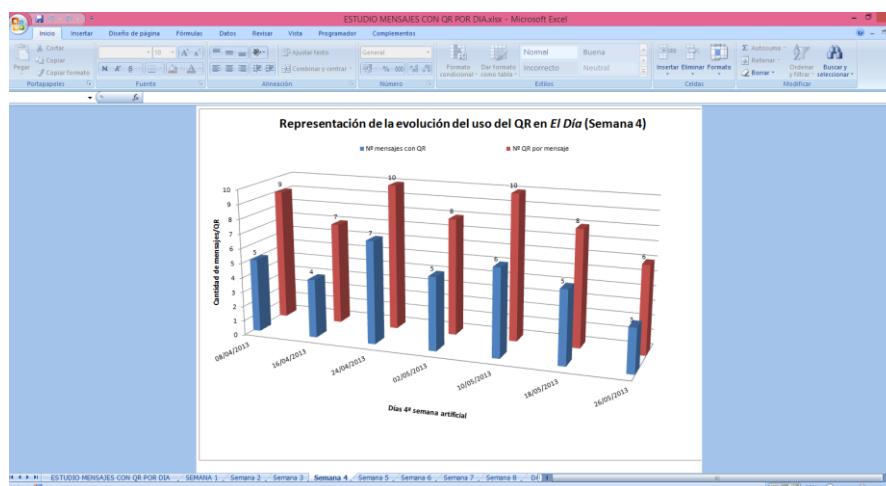 ESTUDIO MENSAJES CON QR POR DIA.xlsx - Microsoft Excel
Inicio Insertar Diseño de página Fórmulas Datos Revisar Vista Programador Complementos
Cortar
Copiar
Pegar
Copiar formato
10
N K S
Ajustar texto
Combinar y centrar
General
% 000
Formato condicional
Dar formato como tabla
Normal Buena
Incorrecto Neutral
Insertar Eliminar Formato
Autosuma
Rellenar
Borrar
Ordenar y filtrar
Buscar y seleccionar
Portapapeles Fuente Alineación Número Estilos Celdas Modificar
fx
Representación de la evolución del uso del QR en El Día (Semana 4)
Nº mensajes con QR Nº QR por mensaje
Cantidad de mensajes/QR
10
9
8
7
6
5
4
3
2
1
0
9 7 10 8 10 8 6
5 4 7 5 6 5 3
08/04/2013 16/04/2013 24/04/2013 02/05/2013 10/05/2013 18/05/2013 26/05/2013
Días 4ª semana artificial
ESTUDIO MENSAJES CON QR POR DIA SEMANA 1 Semana 2 Semana 3 Semana 4 Semana 5 Semana 6 Semana 7 Semana 8